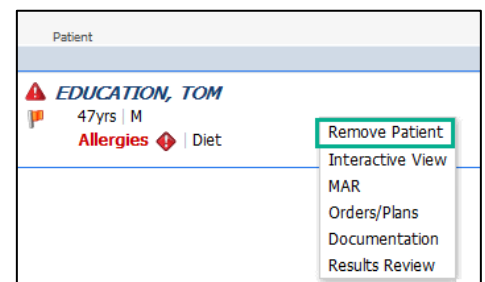 Patient
EDUCATION, TOM
47yrs | M
Allergies | Diet
Remove Patient
Interactive View
MAR
Orders/Plans
Documentation
Results Review